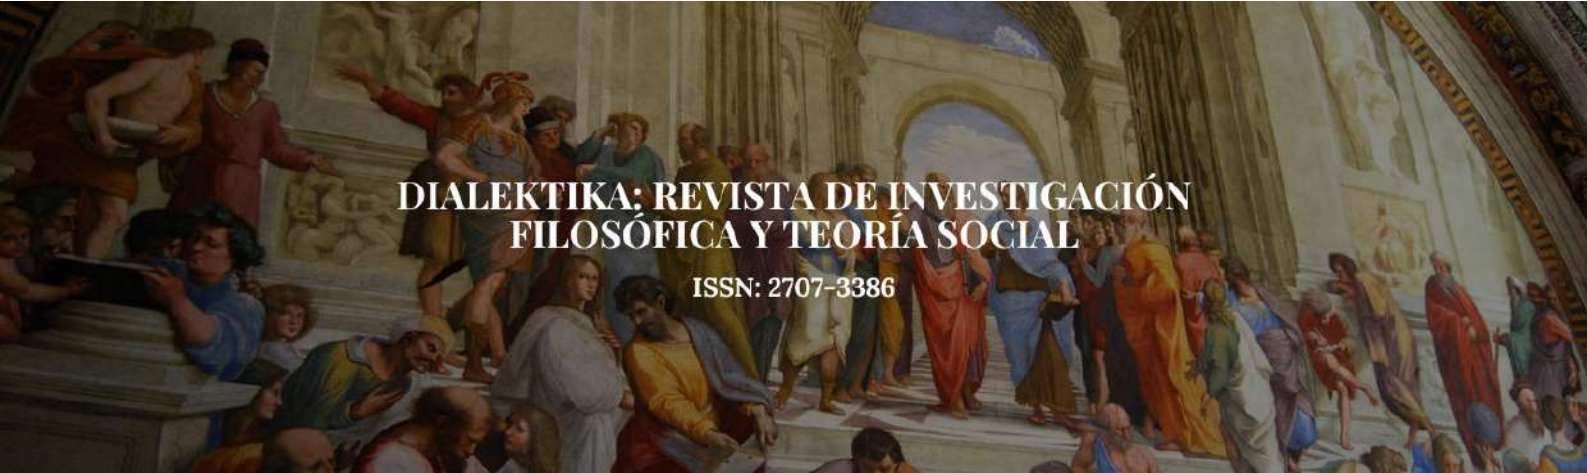 DIALEKTIKA: REVISTA DE INVESTIGACIÓN
FILOSÓFICA Y TEORÍA SOCIAL
ISSN: 2707-3386